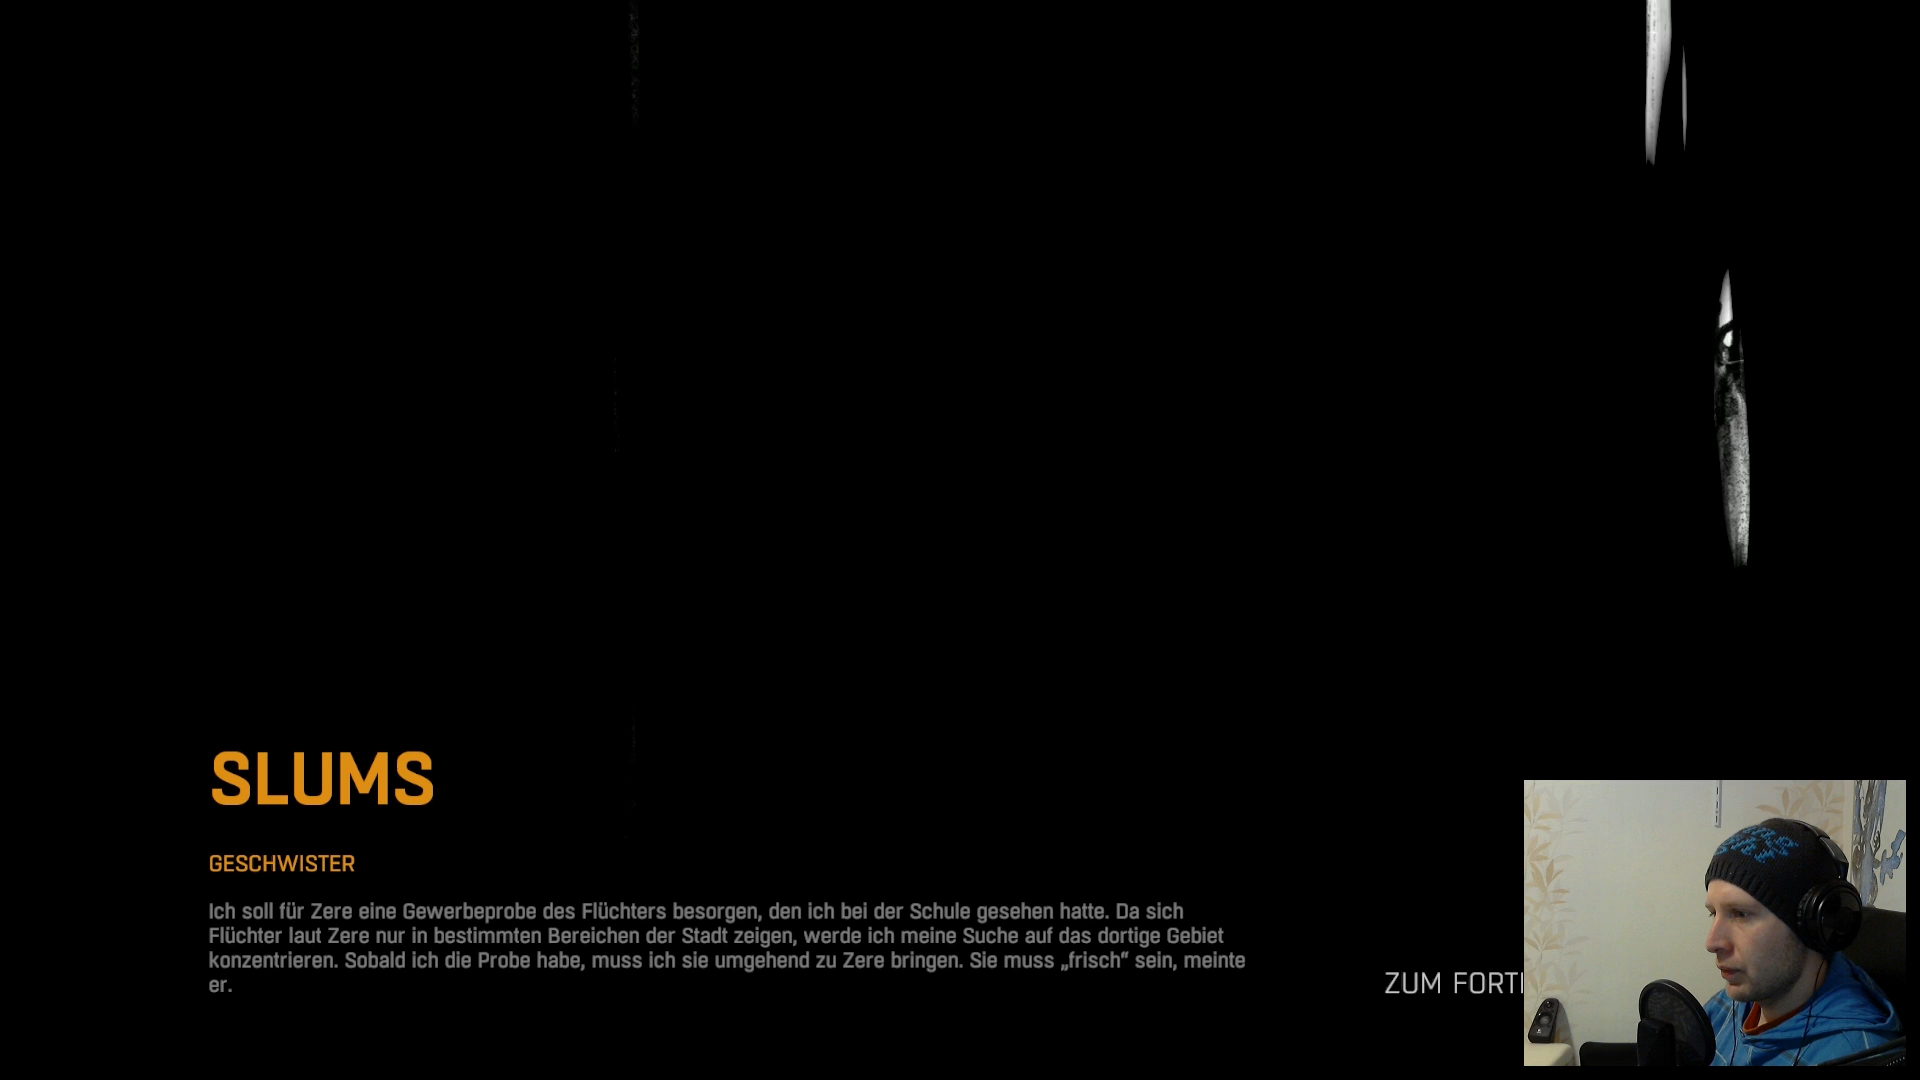 SLUMS
GESCHWISTER
Ich soll für Zere eine Gewerbeprobe des Flüchters besorgen, den ich bei der Schule gesehen hatte. Da sich
Flüchter laut Zere nur in bestimmten Bereichen der Stadt zeigen, werde ich meine Suche auf das dortige Gebiet
konzentrieren. Sobald ich die Probe habe, muss ich sie umgehend zu Zere bringen. Sie muss „frisch“ sein, meinte
er.
ZUM